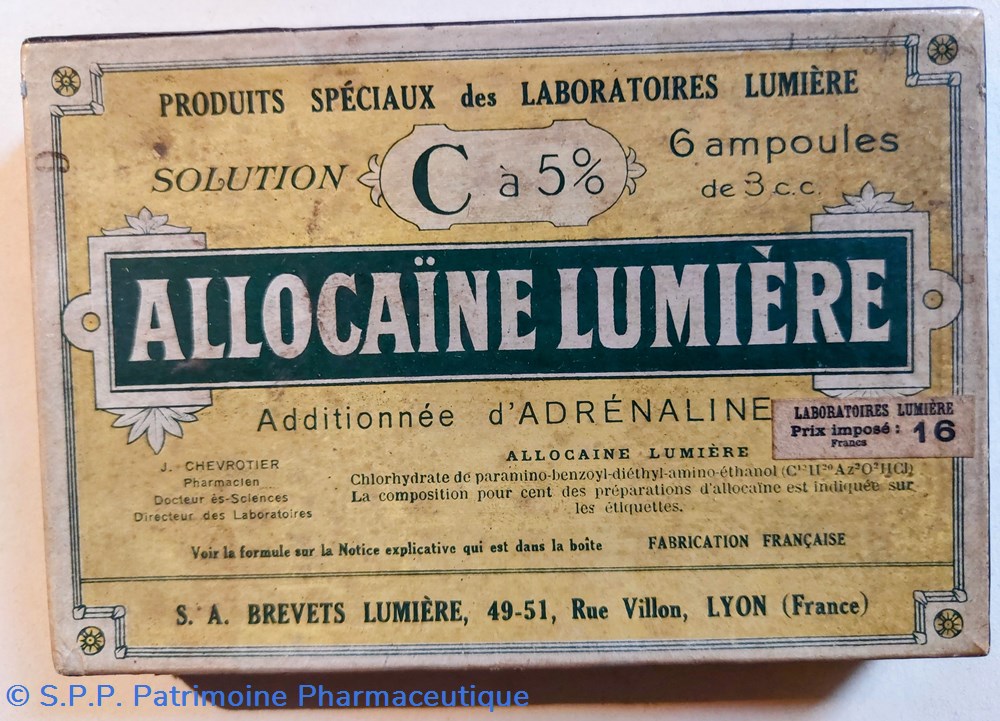 PRODUITS SPÉCIAUX des LABORATOIRES LUMIÈRE
SOLUTION C à 5% 6 ampoules
de 3 c.c.
ALLOCAÏNE LUMIÈRE
Additionnée d'ADRÉNALINE
LABORATOIRES LUMIÈRE
Prix imposé : 16
Francs
ALLOCAINE LUMIÈRE
Chlorhydrate de paramino-benzoyl-diéthyl-amino-éthanol (C¹³H²⁰Az²O²HCl)
La composition pour cent des préparations d'allocaïne est indiquée sur
les étiquettes.
J. CHEVROTIER
Pharmacien
Docteur ès-Sciences
Directeur des Laboratoires
Voir la formule sur la Notice explicative qui est dans la boîte FABRICATION FRANÇAISE
S. A. BREVETS LUMIÈRE, 49-51, Rue Villon, LYON (France)
© S.P.P. Patrimoine Pharmaceutique